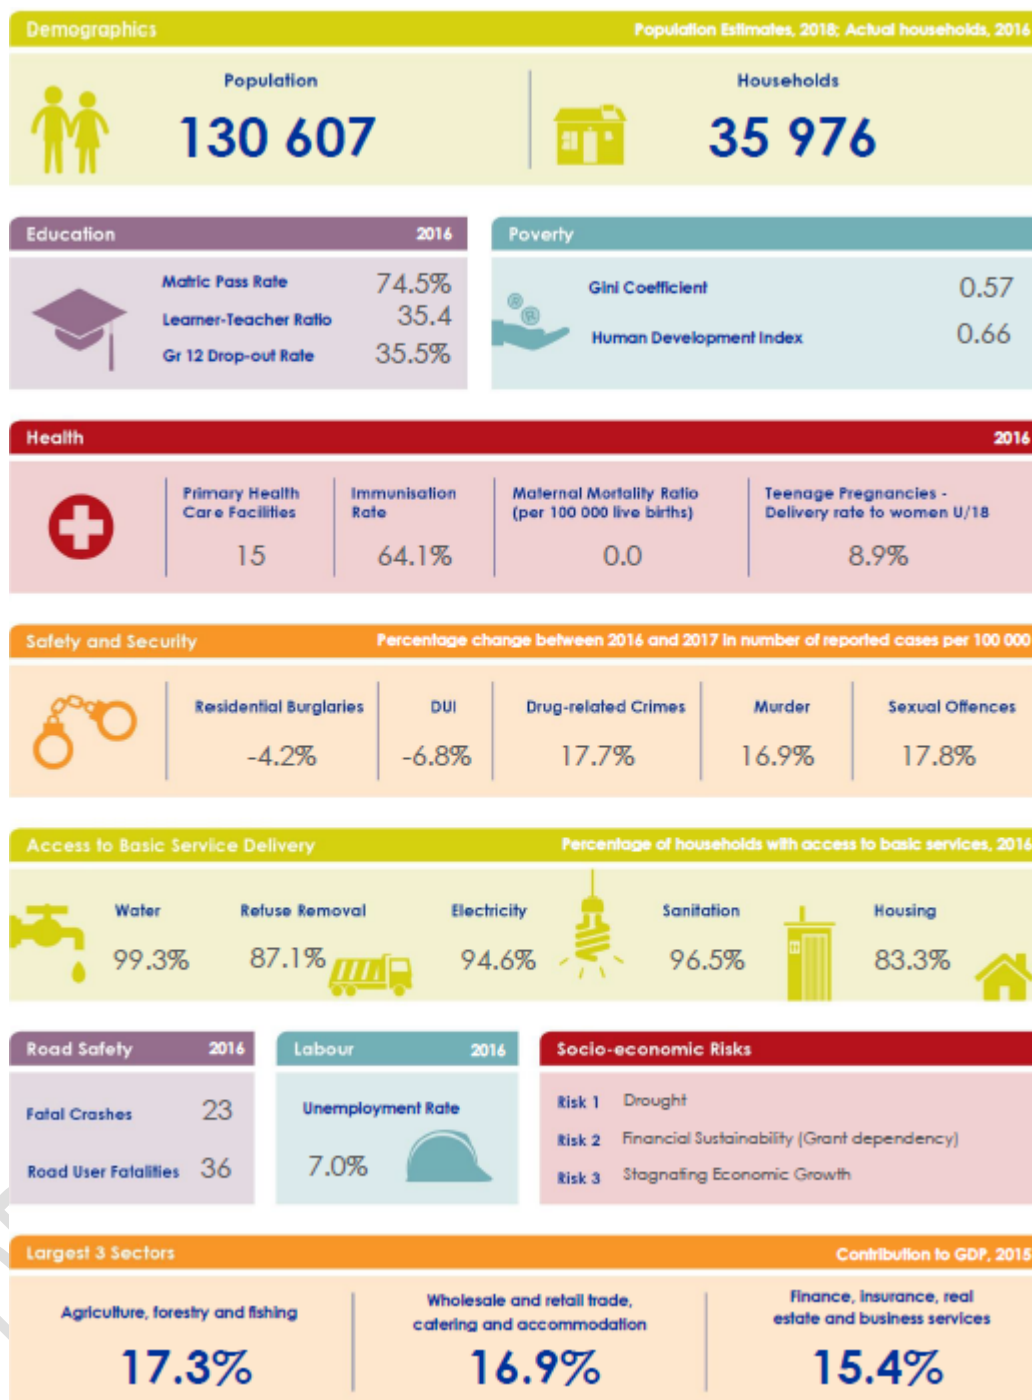 Demographics Population Estimates, 2018; Actual households, 2016
Population Households
130 607 35 976
Education 2016
Matric Pass Rate 74.5%
Learner-Teacher Ratio 35.4
Gr 12 Drop-out Rate 35.5%
Poverty
Gini Coefficient 0.57
Human Development Index 0.66
Health 2016
Primary Health Care Facilities
15
Immunisation Rate
64.1%
Maternal Mortality Ratio
(per 100 000 live births)
0.0
Teenage Pregnancies -
Delivery rate to women U/18
8.9%
Safety and Security Percentage change between 2016 and 2017 in number of reported cases per 100 000
Residential Burglaries DUI Drug-related Crimes Murder Sexual Offences
-4.2% -6.8% 17.7% 16.9% 17.8%
Access to Basic Service Delivery Percentage of households with access to basic services, 2016
Water Refuse Removal Electricity Sanitation Housing
99.3% 87.1% 94.6% 96.5% 83.3%
Road Safety 2016
Fatal Crashes 23
Road User Fatalities 36
Labour 2016
Unemployment Rate
7.0%
Socio-economic Risks
Risk 1 Drought
Risk 2 Financial Sustainability (Grant dependency)
Risk 3 Stagnating Economic Growth
Largest 3 Sectors Contribution to GDP, 2015
Agriculture, forestry and fishing
17.3%
Wholesale and retail trade,
catering and accommodation
16.9%
Finance, insurance, real
estate and business services
15.4%